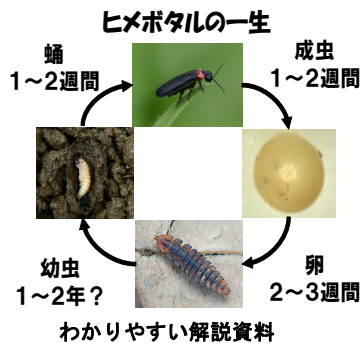 ヒメボタルの一生
蛹
1~2週間
成虫
1~2週間
幼虫
1~2年?
卵
2~3週間
わかりやすい解説資料